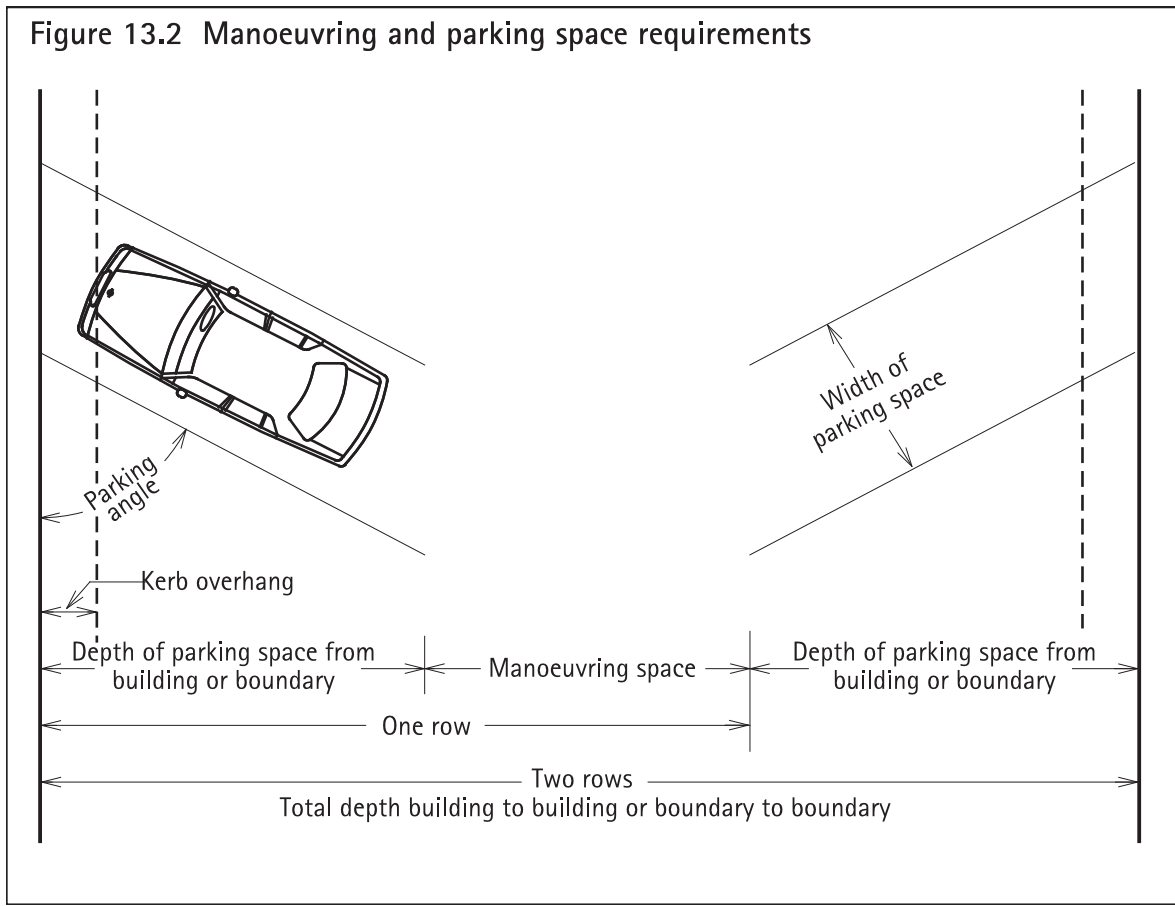 Figure 13.2 Manoeuvring and parking space requirements
Width of
parking space
Parking
angle
Kerb overhang
Depth of parking space from
building or boundary
Manoeuvring space
Depth of parking space from
building or boundary
One row
Two rows
Total depth building to building or boundary to boundary